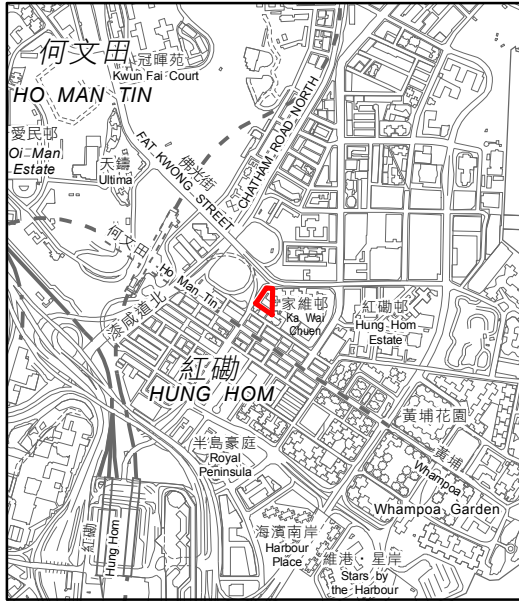 何文田
HO MAN TIN
冠暉苑
Kwun Fai Court
愛民邨
Oi Man
Estate
天鑄
Ultima
佛光街
FAT KWONG STREET
CHATHAM ROAD NORTH
何文田
Ho Man Tin
漆咸道北
家維邨
Ka Wai
Chuen
紅磡邨
Hung Hom
Estate
紅磡
HUNG HOM
黃埔花園
黃埔
Whampoa
Whampoa Garden
半島豪庭
Royal
Peninsula
紅磡
Hung Hom
海濱南岸
Harbour
Place
維港·星岸
Stars by
the Harbour